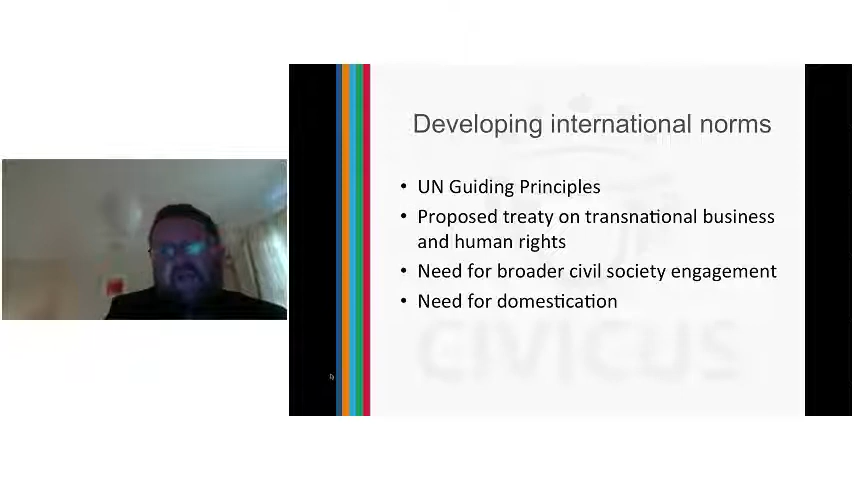 Developing international norms
• UN Guiding Principles
• Proposed treaty on transnational business
and human rights
• Need for broader civil society engagement
• Need for domestication
CIVICUS